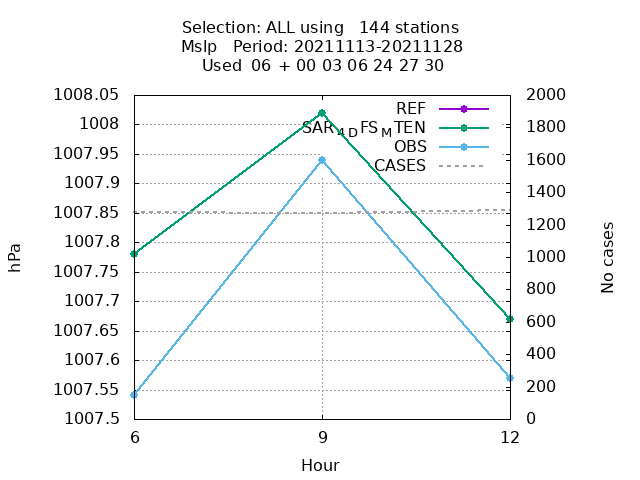 Selection: ALL using 144 stations
Mslp Period: 20211113-20211128
Used 06 + 00 03 06 24 27 30
1008.05
1008
1007.95
1007.9
1007.85
1007.8
1007.75
1007.7
1007.65
1007.6
1007.55
1007.5
hPa
REF
SAR4DFSMTEN
OBS
CASES
2000
1800
1600
1400
1200
1000
800
600
400
200
0
No cases
6 9 12
Hour